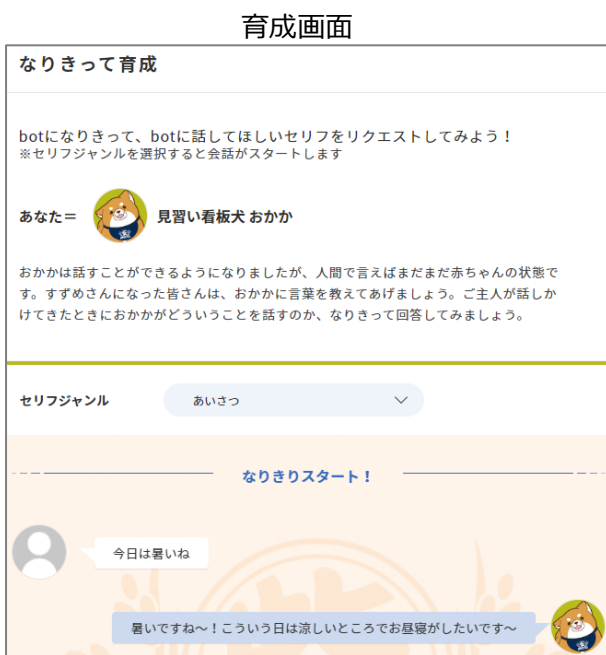 育成画面
なりきって育成
botになりきって、botに話してほしいセリフをリクエストしてみよう！
※セリフジャンルを選択すると会話がスタートします
あなた＝ 見習い看板犬 おかか
おかかは話すことができるようになりましたが、人間で言えばまだまだ赤ちゃんの状態で
す。すずめさんになった皆さんは、おかかに言葉を教えてあげましょう。ご主人が話しか
けてきたときにおかかがどういうことを話すのか、なりきって回答してみましょう。
セリフジャンル あいさつ
なりきりスタート！
今日は暑いね
暑いですね～！こういう日は涼しいところでお昼寝がしたいです～